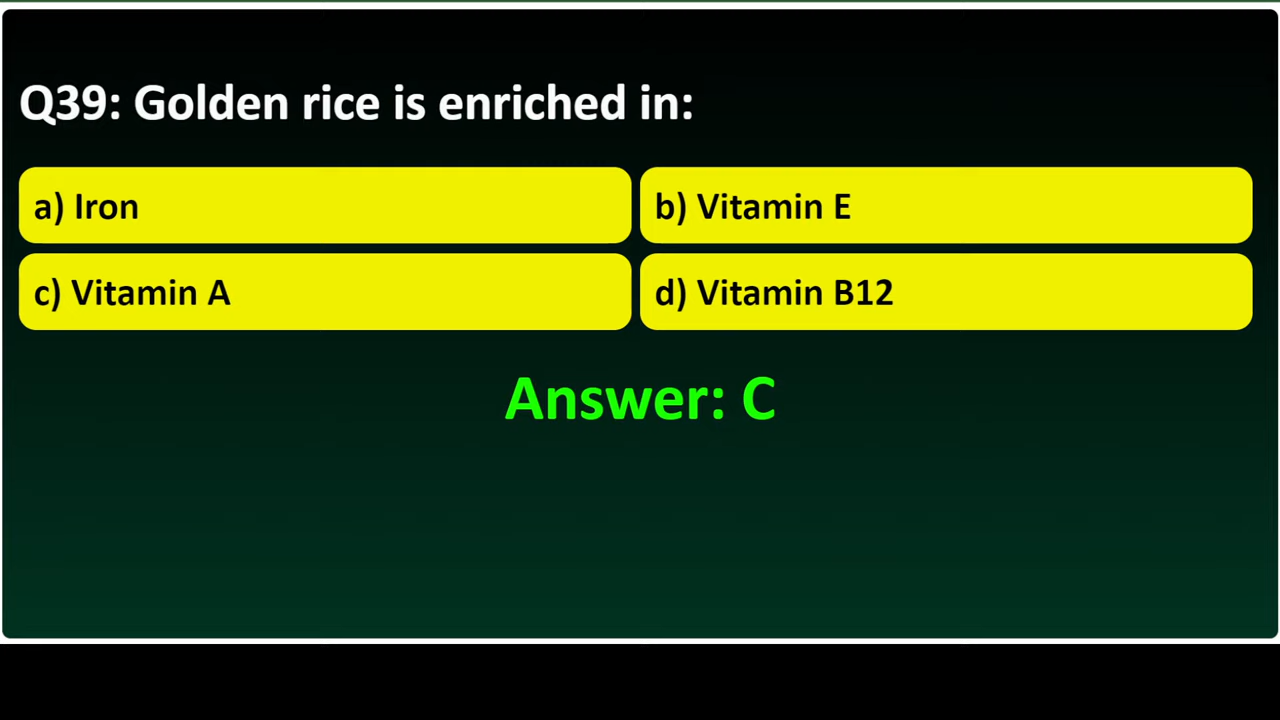 Q39: Golden rice is enriched in:
a) Iron
b) Vitamin E
c) Vitamin A
d) Vitamin B12
Answer: C